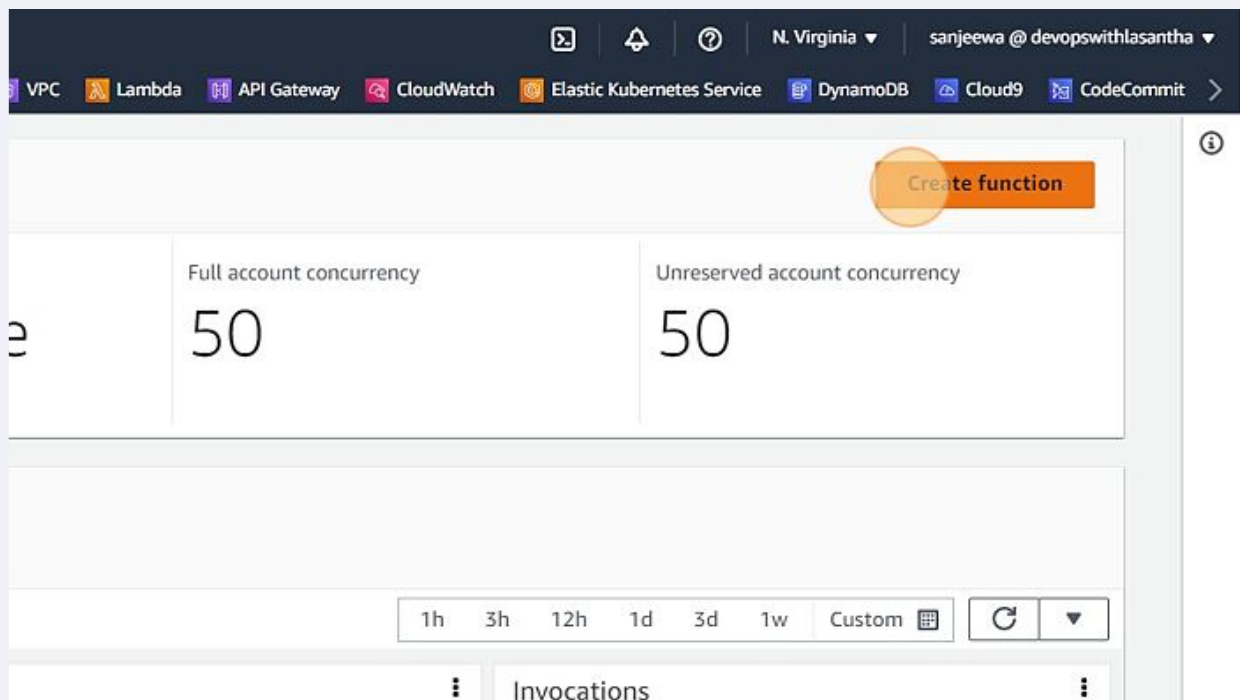 N. Virginia ▼ sanjeewa @ devopswithlasantha ▼
VPC Lambda API Gateway CloudWatch Elastic Kubernetes Service DynamoDB Cloud9 CodeCommit
Create function
Full account concurrency Unreserved account concurrency
e 50 50
1h 3h 12h 1d 3d 1w Custom
Invocations